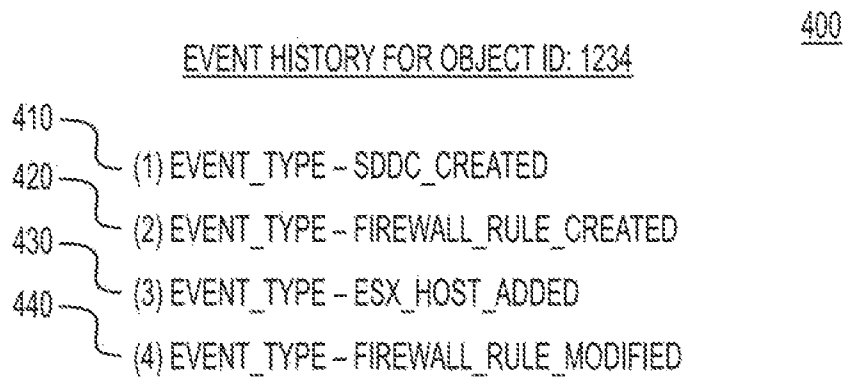 400
EVENT HISTORY FOR OBJECT ID: 1234
410
(1) EVENT_TYPE – SDDC_CREATED
420
(2) EVENT_TYPE – FIREWALL_RULE_CREATED
430
(3) EVENT_TYPE – ESX_HOST_ADDED
440
(4) EVENT_TYPE – FIREWALL_RULE_MODIFIED